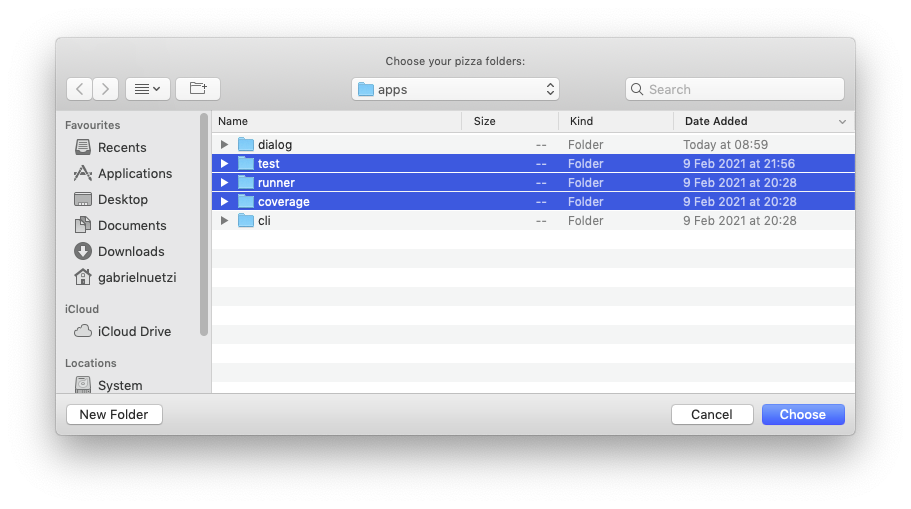 Choose your pizza folders:
apps
Search
Favourites
Recents
Applications
Desktop
Documents
Downloads
gabrielnuetzi
iCloud
iCloud Drive
Locations
System
Name Size Kind Date Added
dialog -- Folder Today at 08:59
test -- Folder 9 Feb 2021 at 21:56
runner -- Folder 9 Feb 2021 at 20:28
coverage -- Folder 9 Feb 2021 at 20:28
cli -- Folder 9 Feb 2021 at 20:28
New Folder
Cancel
Choose